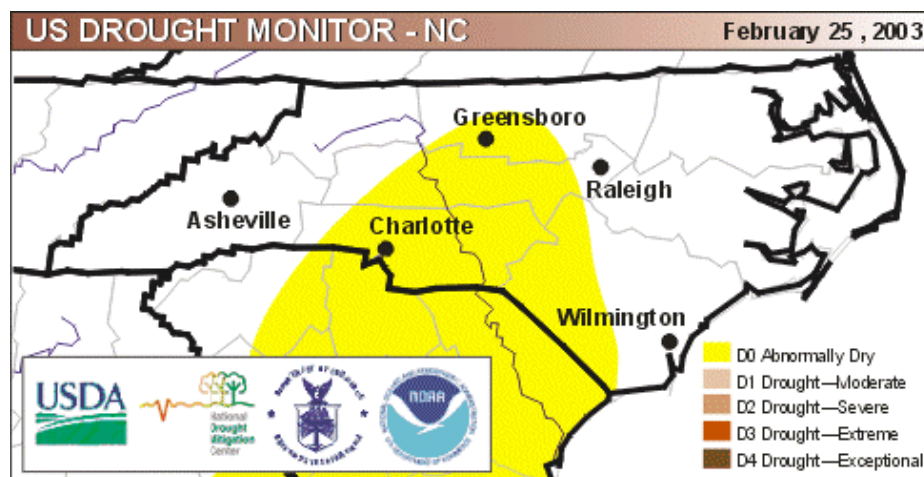 US DROUGHT MONITOR - NC
February 25 , 2003
Greensboro
Raleigh
Asheville
Charlotte
Wilmington
D0 Abnormally Dry
D1 Drought—Moderate
D2 Drought—Severe
D3 Drought—Extreme
D4 Drought—Exceptional
USDA
National
Drought
Mitigation
Center
NOAA